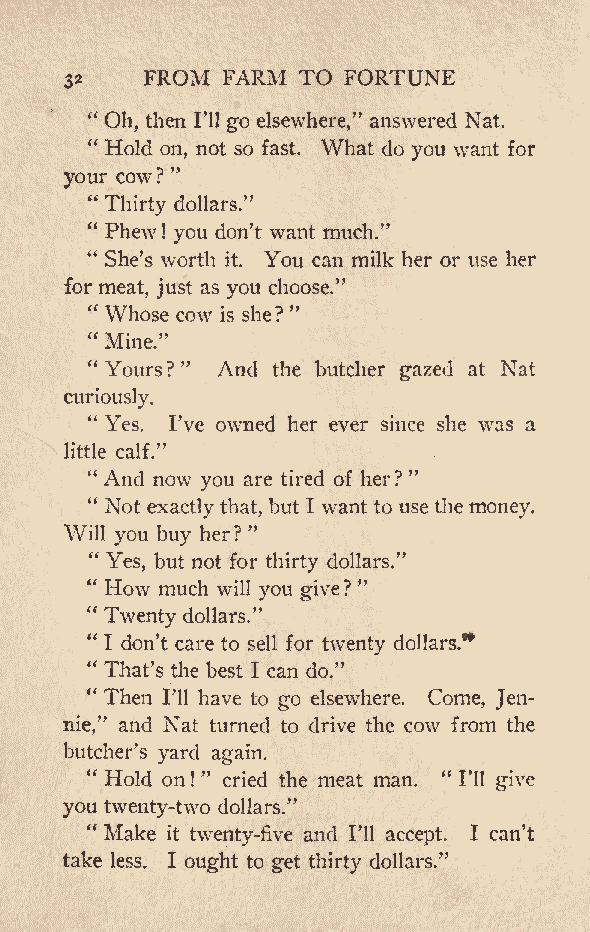 32 FROM FARM TO FORTUNE
“ Oh, then I’ll go elsewhere,” answered Nat.
“ Hold on, not so fast. What do you want for
your cow? ”
“ Thirty dollars.”
“ Phew! you don’t want much.”
“ She’s worth it. You can milk her or use her
for meat, just as you choose.”
“ Whose cow is she? ”
“ Mine.”
“ Yours? ” And the butcher gazed at Nat
curiously.
“ Yes. I’ve owned her ever since she was a
little calf.”
“ And now you are tired of her? ”
“ Not exactly that, but I want to use the money.
Will you buy her? ”
“ Yes, but not for thirty dollars.”
“ How much will you give? ”
“ Twenty dollars.”
“ I don’t care to sell for twenty dollars.”
“ That’s the best I can do.”
“ Then I’ll have to go elsewhere. Come, Jen-
nie,” and Nat turned to drive the cow from the
butcher’s yard again.
“ Hold on! ” cried the meat man. “ I’ll give
you twenty-two dollars.”
“ Make it twenty-five and I’ll accept. I can’t
take less. I ought to get thirty dollars.”